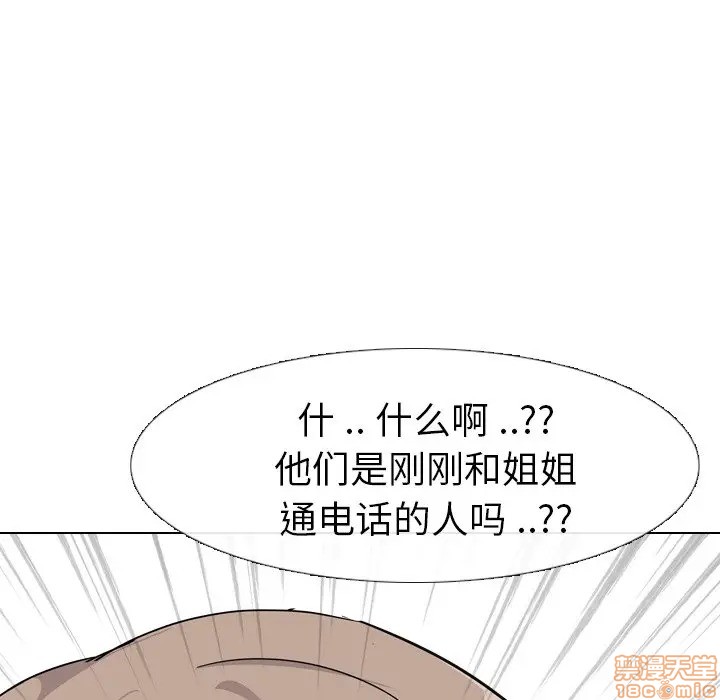 什 .. 什么啊 ..??
他们是刚刚和姐姐
通电话的人吗 ..??
禁漫天堂
18comic